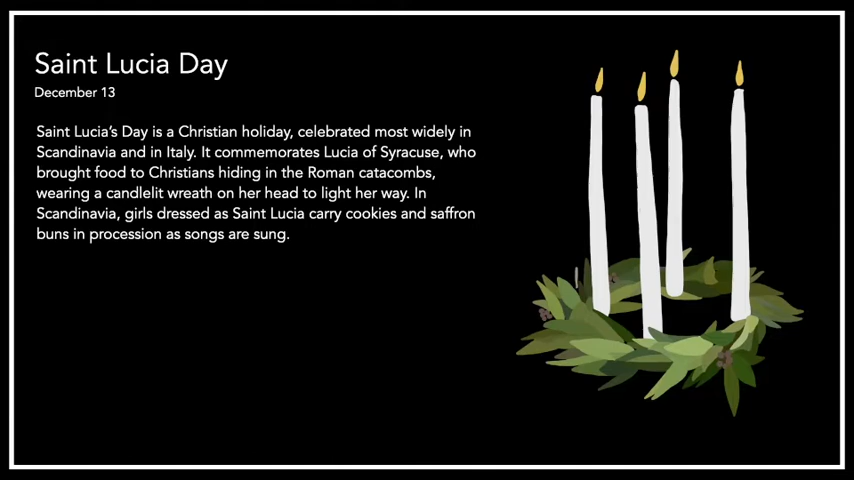 Saint Lucia Day
December 13
Saint Lucia’s Day is a Christian holiday, celebrated most widely in
Scandinavia and in Italy. It commemorates Lucia of Syracuse, who
brought food to Christians hiding in the Roman catacombs,
wearing a candlelit wreath on her head to light her way. In
Scandinavia, girls dressed as Saint Lucia carry cookies and saffron
buns in procession as songs are sung.